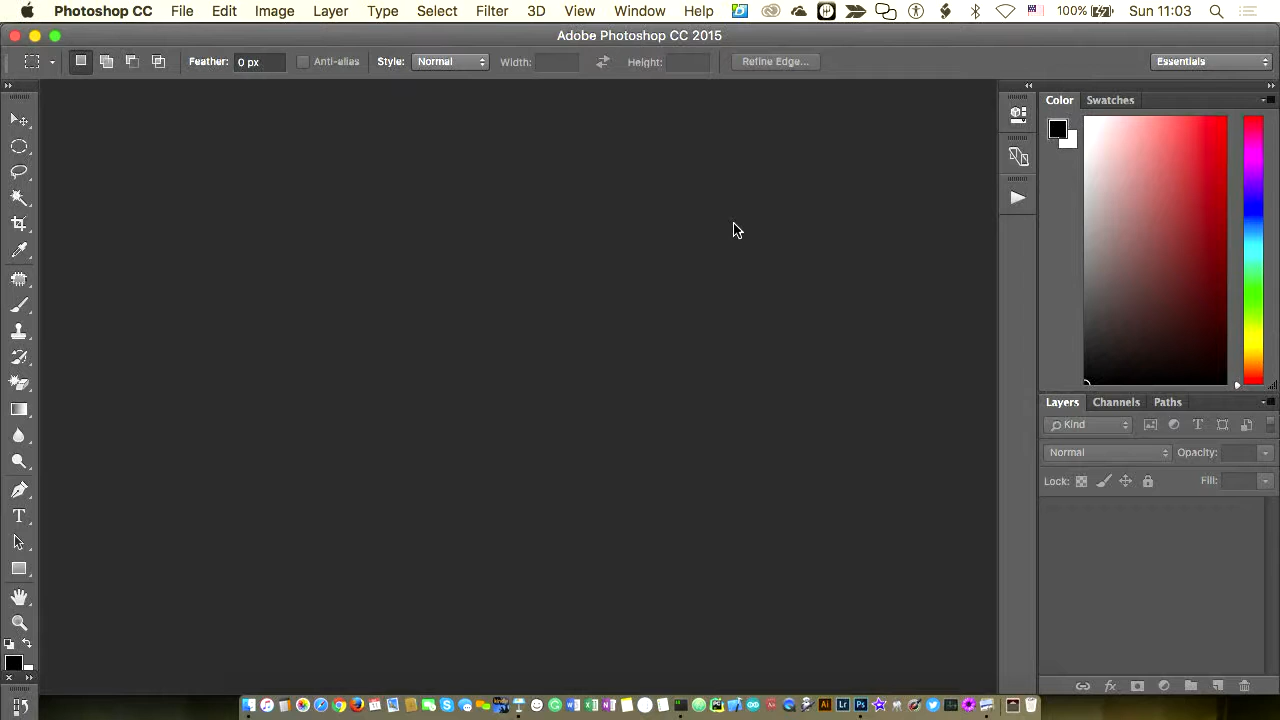 Photoshop CC File Edit Image Layer Type Select Filter 3D View Window Help 100% Sun 11:03
Adobe Photoshop CC 2015
Feather: 0 px Anti-alias Style: Normal Width: Height: Refine Edge... Essentials
Color Swatches
Layers Channels Paths
Kind
Normal Opacity:
Lock: Fill: